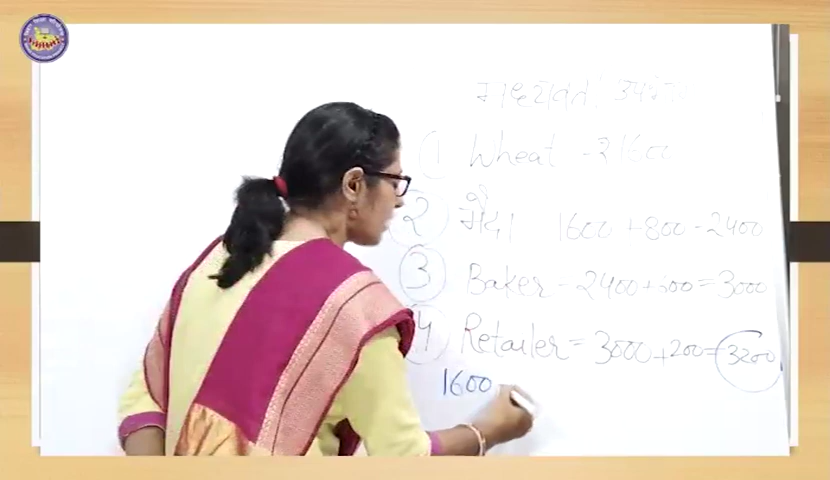 ① Wheat - ₹ 1600
② मैदा 1600 + 800 - 2400
③ Baker - 2400 + 600 = 3000
④ Retailer = 3000 + 200 = 3200
1600